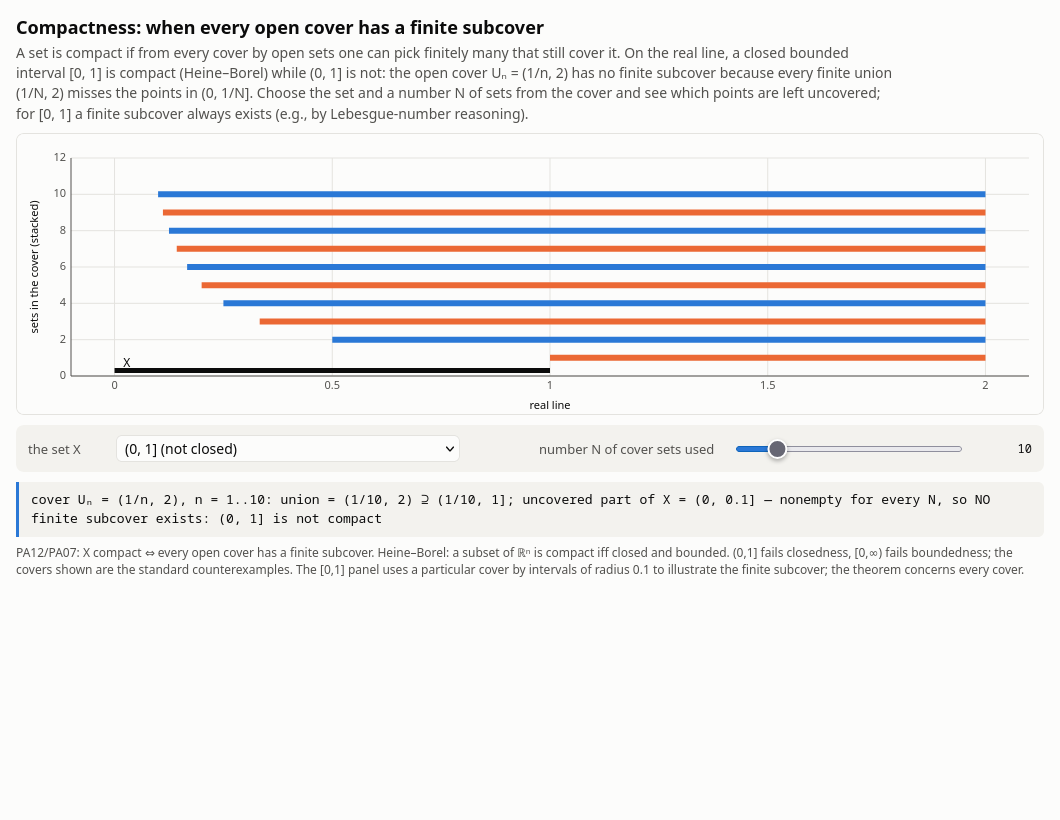 Compactness: when every open cover has a finite subcover
A set is compact if from every cover by open sets one can pick finitely many that still cover it. On the real line, a closed bounded
interval [0, 1] is compact (Heine–Borel) while (0, 1] is not: the open cover Uₙ = (1/n, 2) has no finite subcover because every finite union
(1/N, 2) misses the points in (0, 1/N]. Choose the set and a number N of sets from the cover and see which points are left uncovered;
for [0, 1] a finite subcover always exists (e.g., by Lebesgue-number reasoning).
12
10
8
6
4
2
0
sets in the cover (stacked)
X
0
0.5
1
1.5
2
real line
the set X
(0, 1] (not closed)
number N of cover sets used
10
cover Uₙ = (1/n, 2), n = 1..10: union = (1/10, 2) ⊇ (1/10, 1]; uncovered part of X = (0, 0.1] — nonempty for every N, so NO
finite subcover exists: (0, 1] is not compact
PA12/PA07: X compact ⇔ every open cover has a finite subcover. Heine–Borel: a subset of ℝⁿ is compact iff closed and bounded. (0,1] fails closedness, [0,∞) fails boundedness; the
covers shown are the standard counterexamples. The [0,1] panel uses a particular cover by intervals of radius 0.1 to illustrate the finite subcover; the theorem concerns every cover.